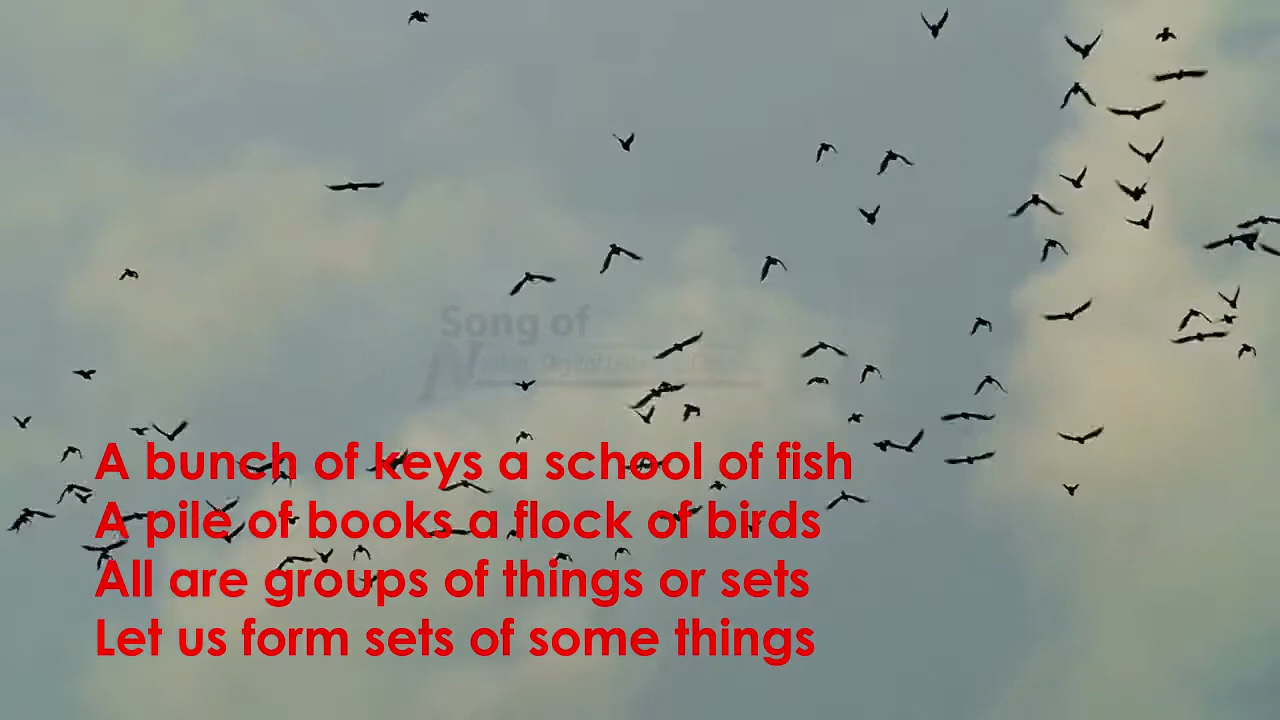 Song of
A bunch of keys a school of fish
A pile of books a flock of birds
All are groups of things or sets
Let us form sets of some things